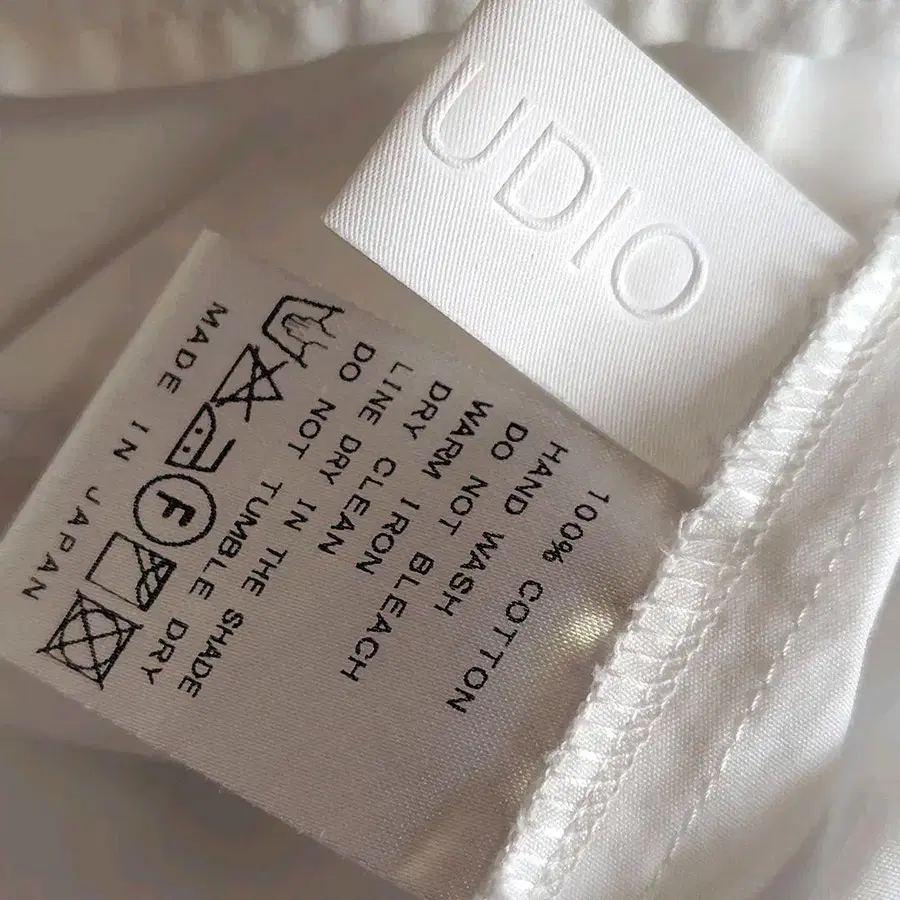 UDIO
100% COTTON
HAND WASH
DO NOT BLEACH
WARM IRON
DRY CLEAN
LINE DRY IN THE SHADE
DO NOT TUMBLE DRY
F
MADE IN JAPAN